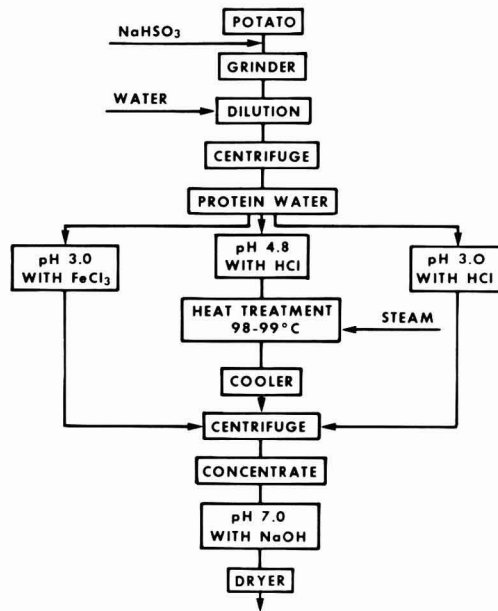 POTATO
NaHSO3
GRINDER
WATER
DILUTION
CENTRIFUGE
PROTEIN WATER
pH 3.0
WITH FeCl3
pH 4.8
WITH HCl
pH 3.0
WITH HCl
HEAT TREATMENT
98-99°C
STEAM
COOLER
CENTRIFUGE
CONCENTRATE
pH 7.0
WITH NaOH
DRYER